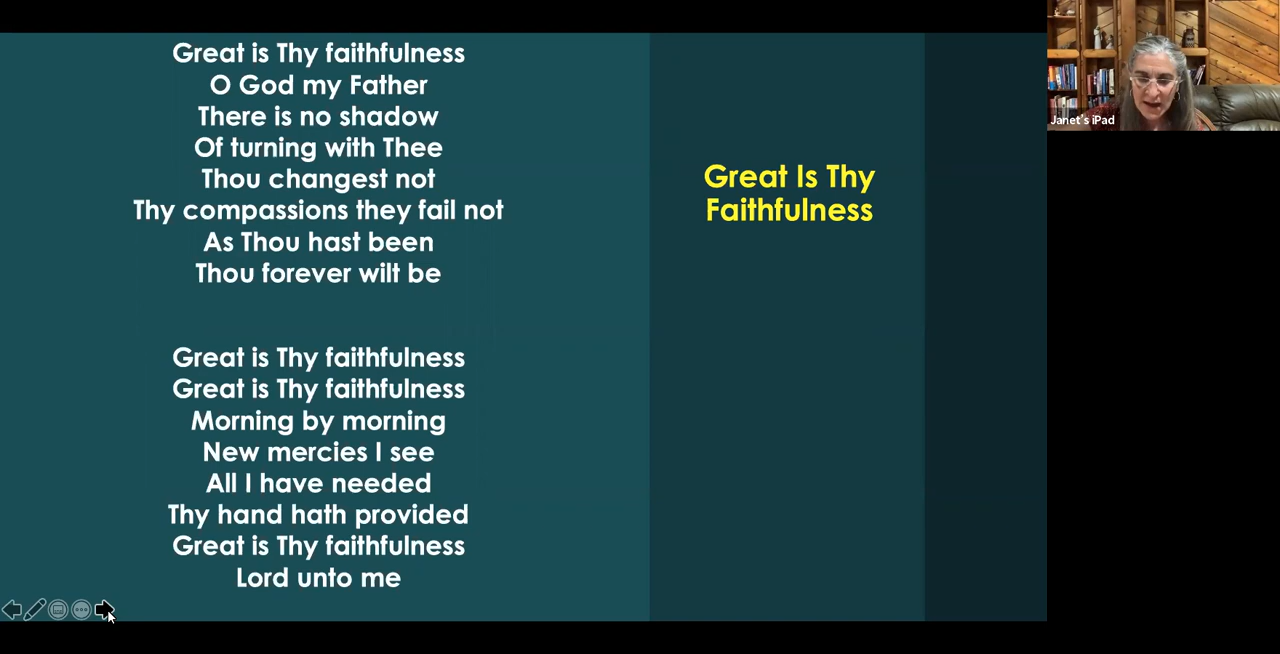 Great is Thy faithfulness
O God my Father
There is no shadow
Of turning with Thee
Thou changest not
Thy compassions they fail not
As Thou hast been
Thou forever wilt be
Great is Thy faithfulness
Great is Thy faithfulness
Morning by morning
New mercies I see
All I have needed
Thy hand hath provided
Great is Thy faithfulness
Lord unto me
Great Is Thy
Faithfulness
Janet's iPad